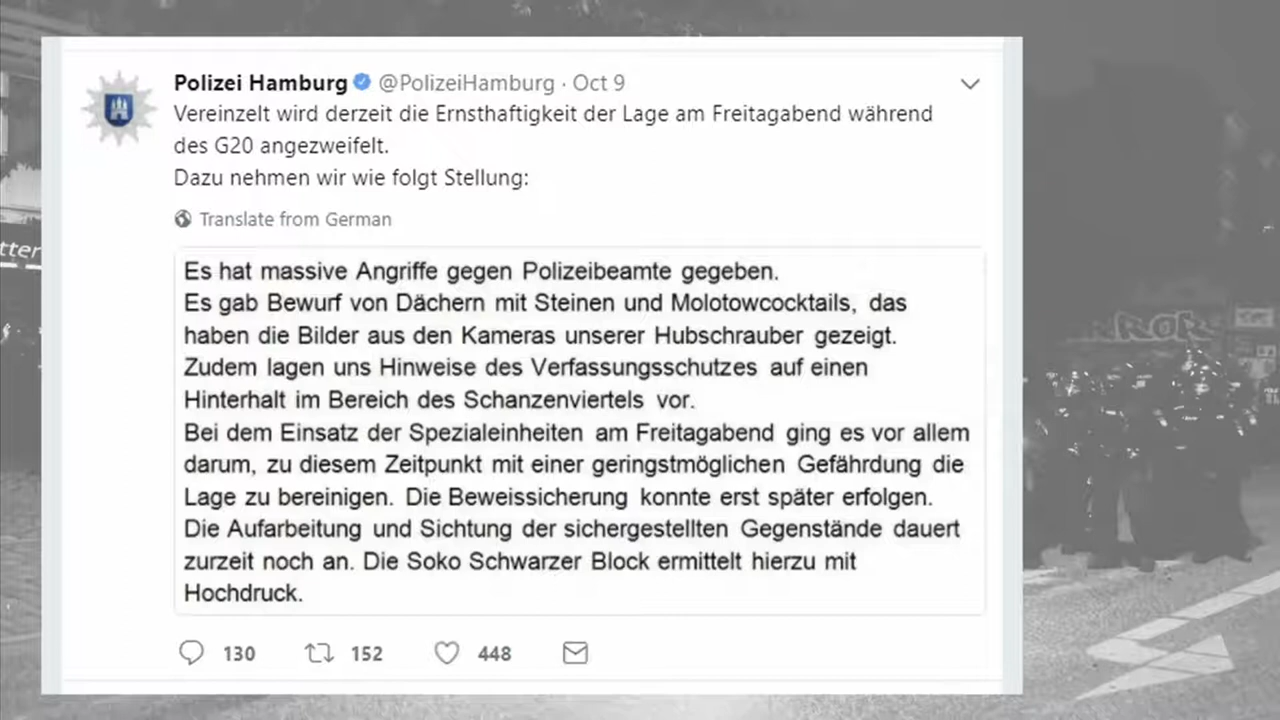 Polizei Hamburg @PolizeiHamburg · Oct 9
Vereinzelt wird derzeit die Ernsthaftigkeit der Lage am Freitagabend während
des G20 angezweifelt.
Dazu nehmen wir wie folgt Stellung:
Translate from German
Es hat massive Angriffe gegen Polizeibeamte gegeben.
Es gab Bewurf von Dächern mit Steinen und Molotowcocktails, das
haben die Bilder aus den Kameras unserer Hubschrauber gezeigt.
Zudem lagen uns Hinweise des Verfassungsschutzes auf einen
Hinterhalt im Bereich des Schanzenviertels vor.
Bei dem Einsatz der Spezialeinheiten am Freitagabend ging es vor allem
darum, zu diesem Zeitpunkt mit einer geringstmöglichen Gefährdung die
Lage zu bereinigen. Die Beweissicherung konnte erst später erfolgen.
Die Aufarbeitung und Sichtung der sichergestellten Gegenstände dauert
zurzeit noch an. Die Soko Schwarzer Block ermittelt hierzu mit
Hochdruck.
130 152 448
tter